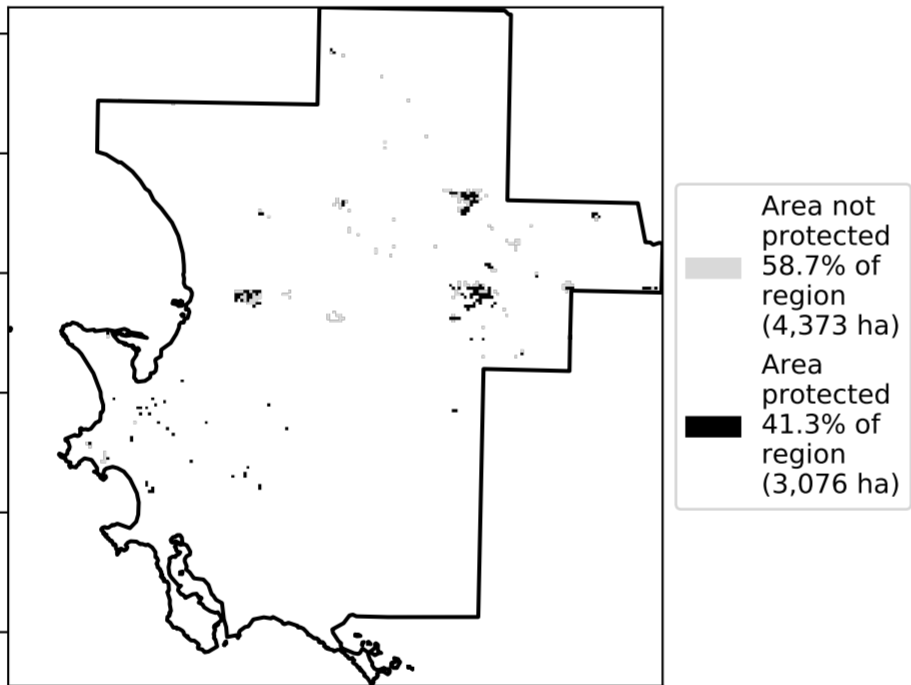 Area not
protected
58.7% of
region
(4,373 ha)
Area
protected
41.3% of
region
(3,076 ha)